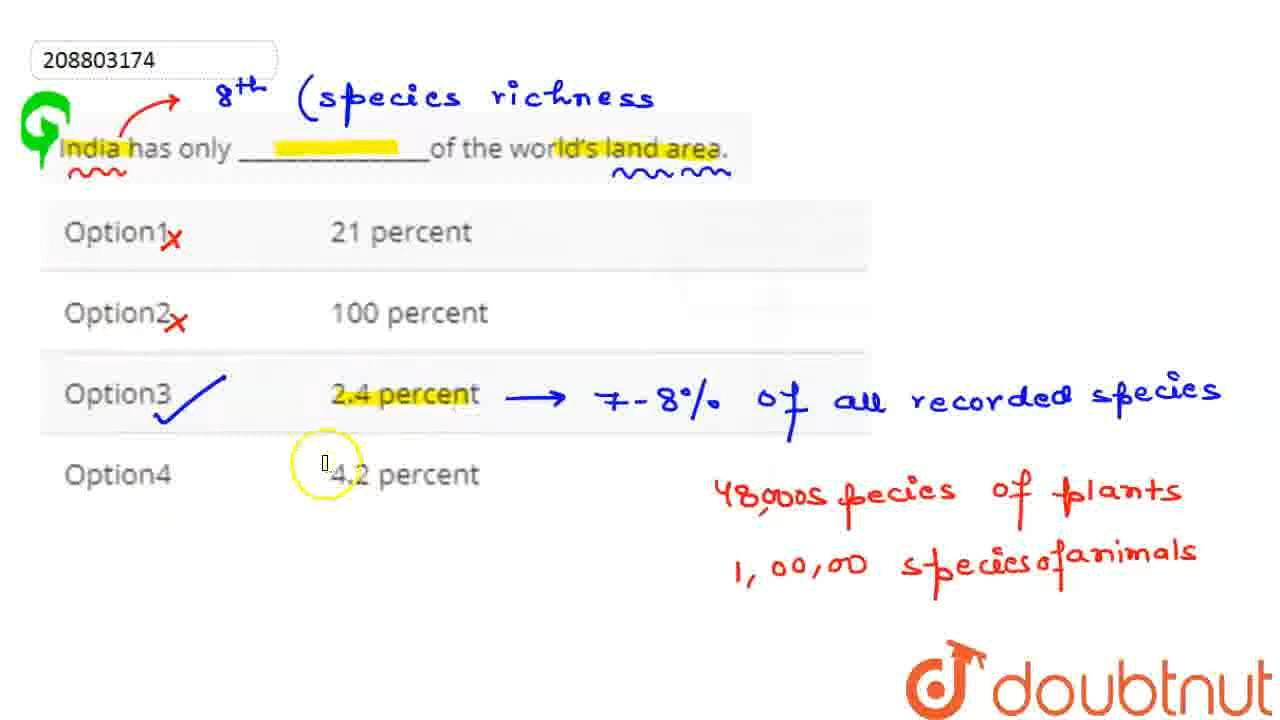 208803174
8th (species richness
India has only ______________ of the world's land area.
Option1 x 21 percent
Option2 x 100 percent
Option3 ✓ 2.4 percent → 7-8% of all recorded species
Option4 4.2 percent
48,000 species of plants
1,00,00 species of animals
doubtnut